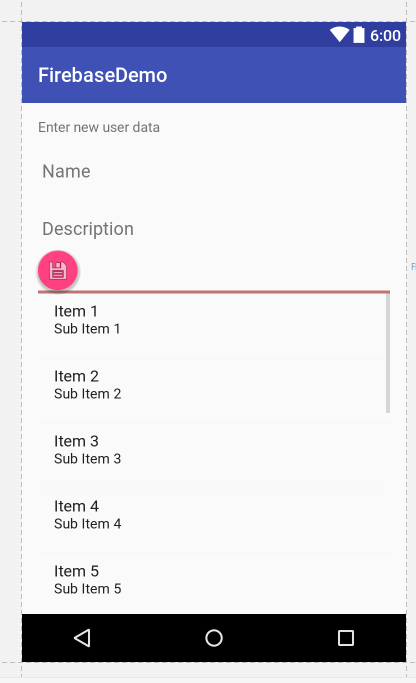 6:00
FirebaseDemo
Enter new user data
Name
Description
Item 1
Sub Item 1
Item 2
Sub Item 2
Item 3
Sub Item 3
Item 4
Sub Item 4
Item 5
Sub Item 5